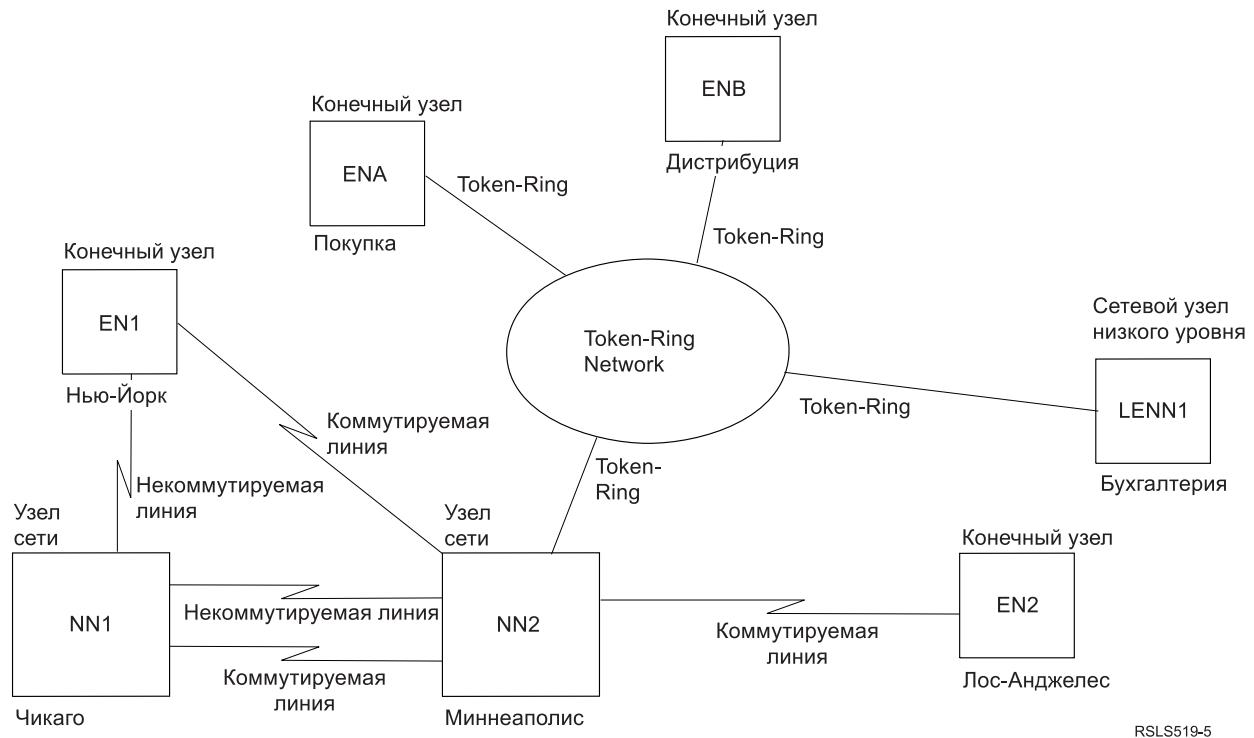 Конечный узел
ENB
Дистрибуция
Token-Ring
Конечный узел
ENA
Покупка
Token-Ring
Конечный узел
EN1
Нью-Йорк
Коммутируемая
линия
Некоммутируемая
линия
Token-Ring
Network
Сетевой узел
низкого уровня
LENN1
Бухгалтерия
Token-Ring
Token-
Ring
Узел
сети
NN1
Чикаго
Некоммутируемая линия
Коммутируемая
линия
Узел
сети
NN2
Миннеаполис
Коммутируемая
линия
Конечный узел
EN2
Лос-Анджелес
RSLS519-5